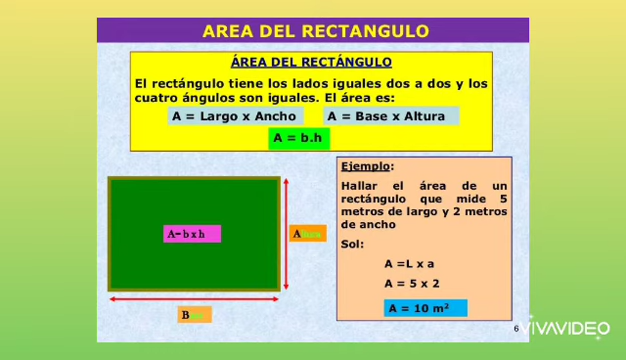 AREA DEL RECTANGULO
ÁREA DEL RECTÁNGULO
El rectángulo tiene los lados iguales dos a dos y los
cuatro ángulos son iguales. El área es:
A = Largo x Ancho A = Base x Altura
A = b.h
Ejemplo:
Hallar el área de un
rectángulo que mide 5
metros de largo y 2 metros
de ancho
Sol:
A =L x a
A = 5 x 2
A = 10 m²
A= b x h
Altura
B
6
VIVAVIDEO